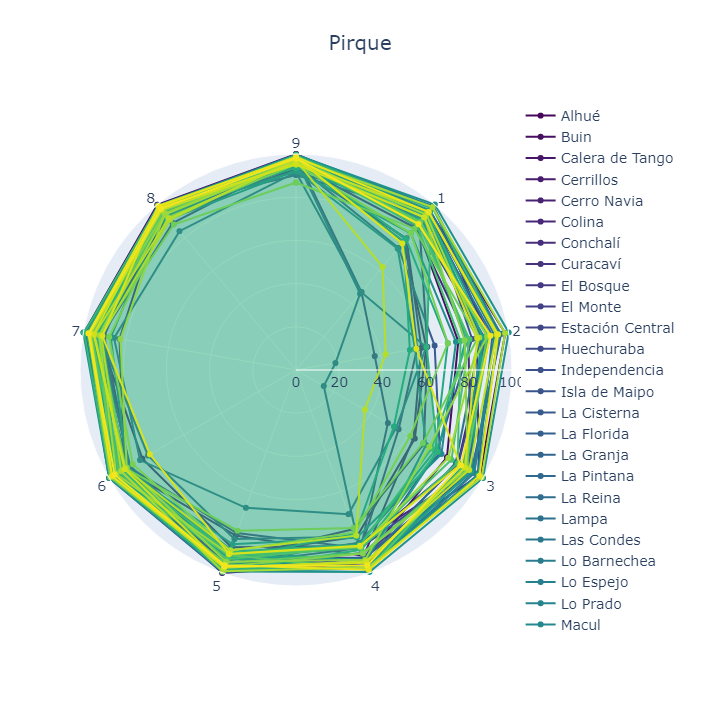 Pirque
9
1
2
3
4
5
6
7
8
0 20 40 60 80 100
Alhué
Buin
Calera de Tango
Cerrillos
Cerro Navia
Colina
Conchalí
Curacaví
El Bosque
El Monte
Estación Central
Huechuraba
Independencia
Isla de Maipo
La Cisterna
La Florida
La Granja
La Pintana
La Reina
Lampa
Las Condes
Lo Barnechea
Lo Espejo
Lo Prado
Macul